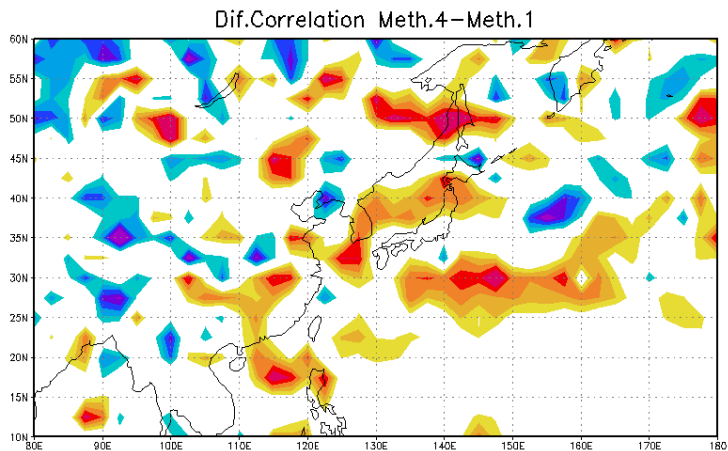 Dif.Correlation Meth.4-Meth.1
60N
55N
50N
45N
40N
35N
30N
25N
20N
15N
10N
80E 90E 100E 110E 120E 130E 140E 150E 160E 170E 180